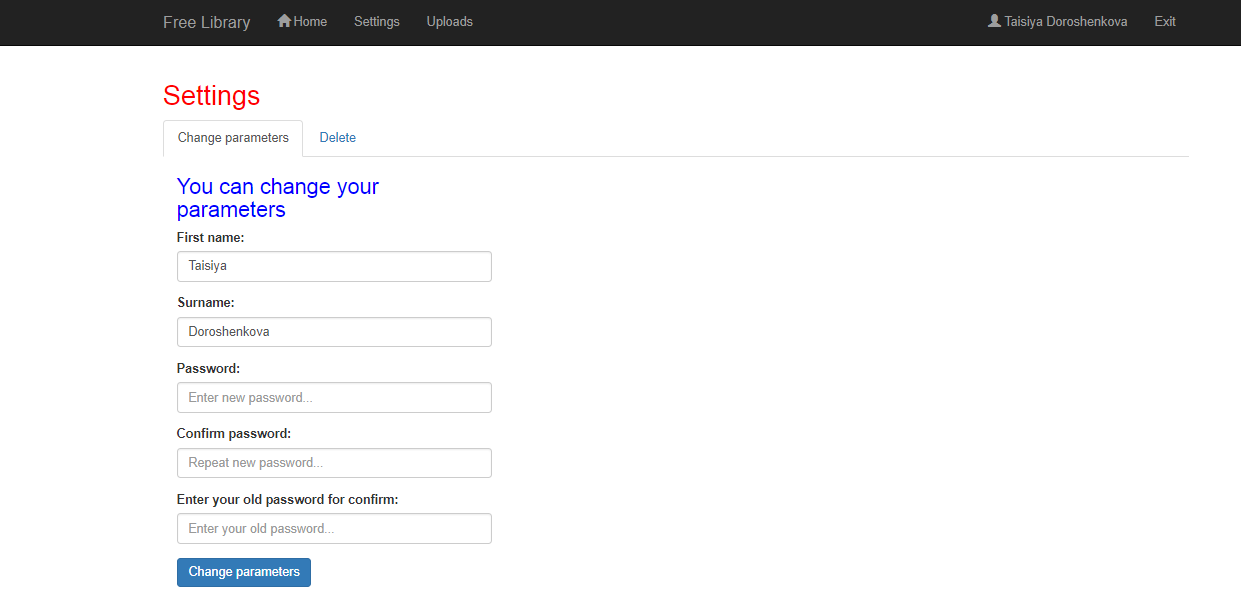 Free Library Home Settings Uploads Taisiya Doroshenkova Exit
Settings
Change parameters Delete
You can change your
parameters
First name:
Taisiya
Surname:
Doroshenkova
Password:
Enter new password...
Confirm password:
Repeat new password...
Enter your old password for confirm:
Enter your old password...
Change parameters